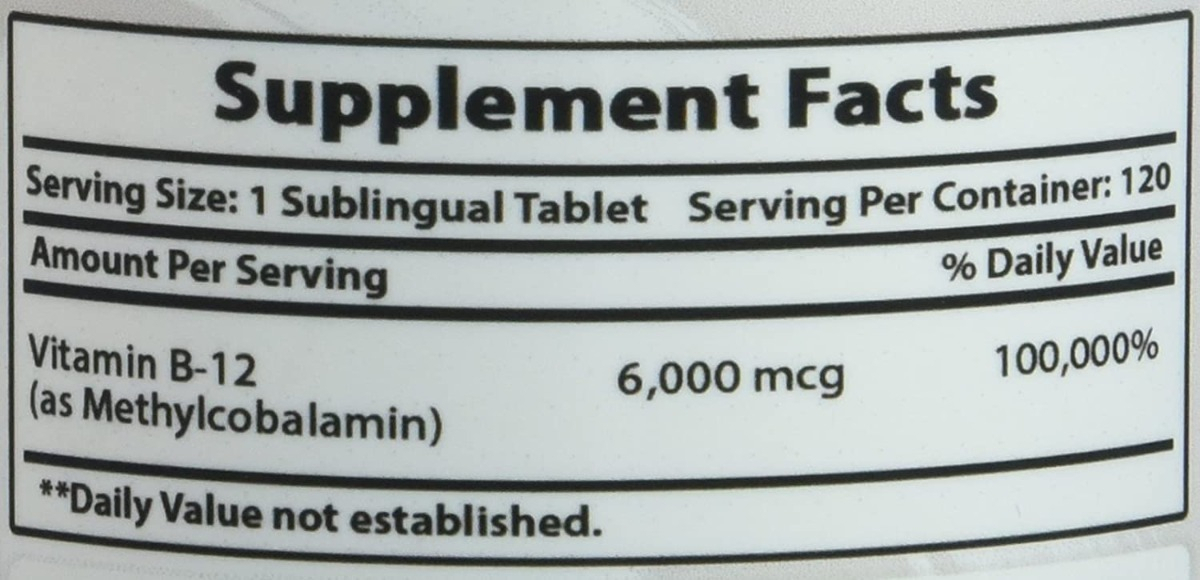 Supplement Facts
Serving Size: 1 Sublingual Tablet Serving Per Container: 120
Amount Per Serving % Daily Value
Vitamin B-12 6,000 mcg 100,000%
(as Methylcobalamin)
**Daily Value not established.